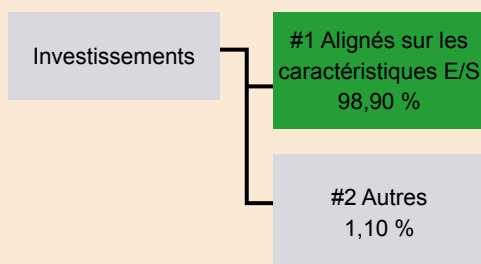 Investissements
#1 Alignés sur les
caractéristiques E/S
98,90 %
#2 Autres
1,10 %